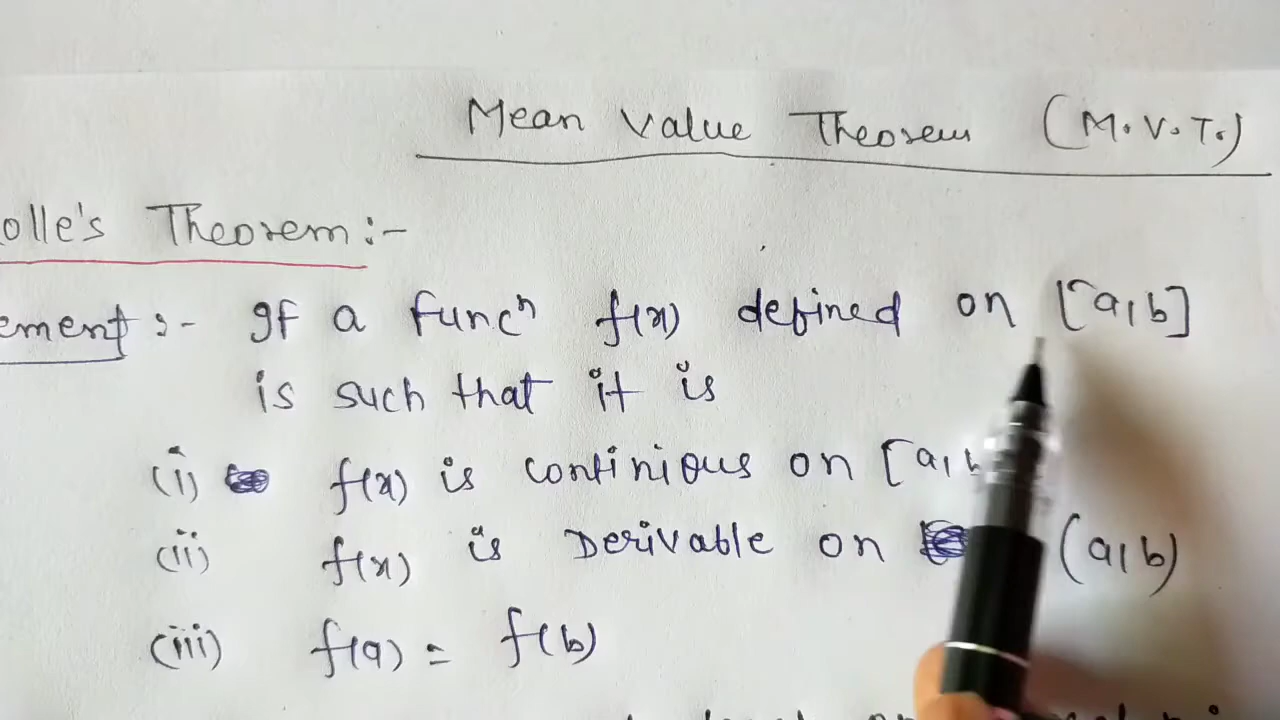 Mean Value Theorem (M.V.T.)
olle's Theorem:-
ement:- If a funcⁿ f(x) defined on [a,b]
is such that it is
(i) f(x) is continious on [a,b
(ii) f(x) is Derivable on (a,b)
(iii) f(a) = f(b)